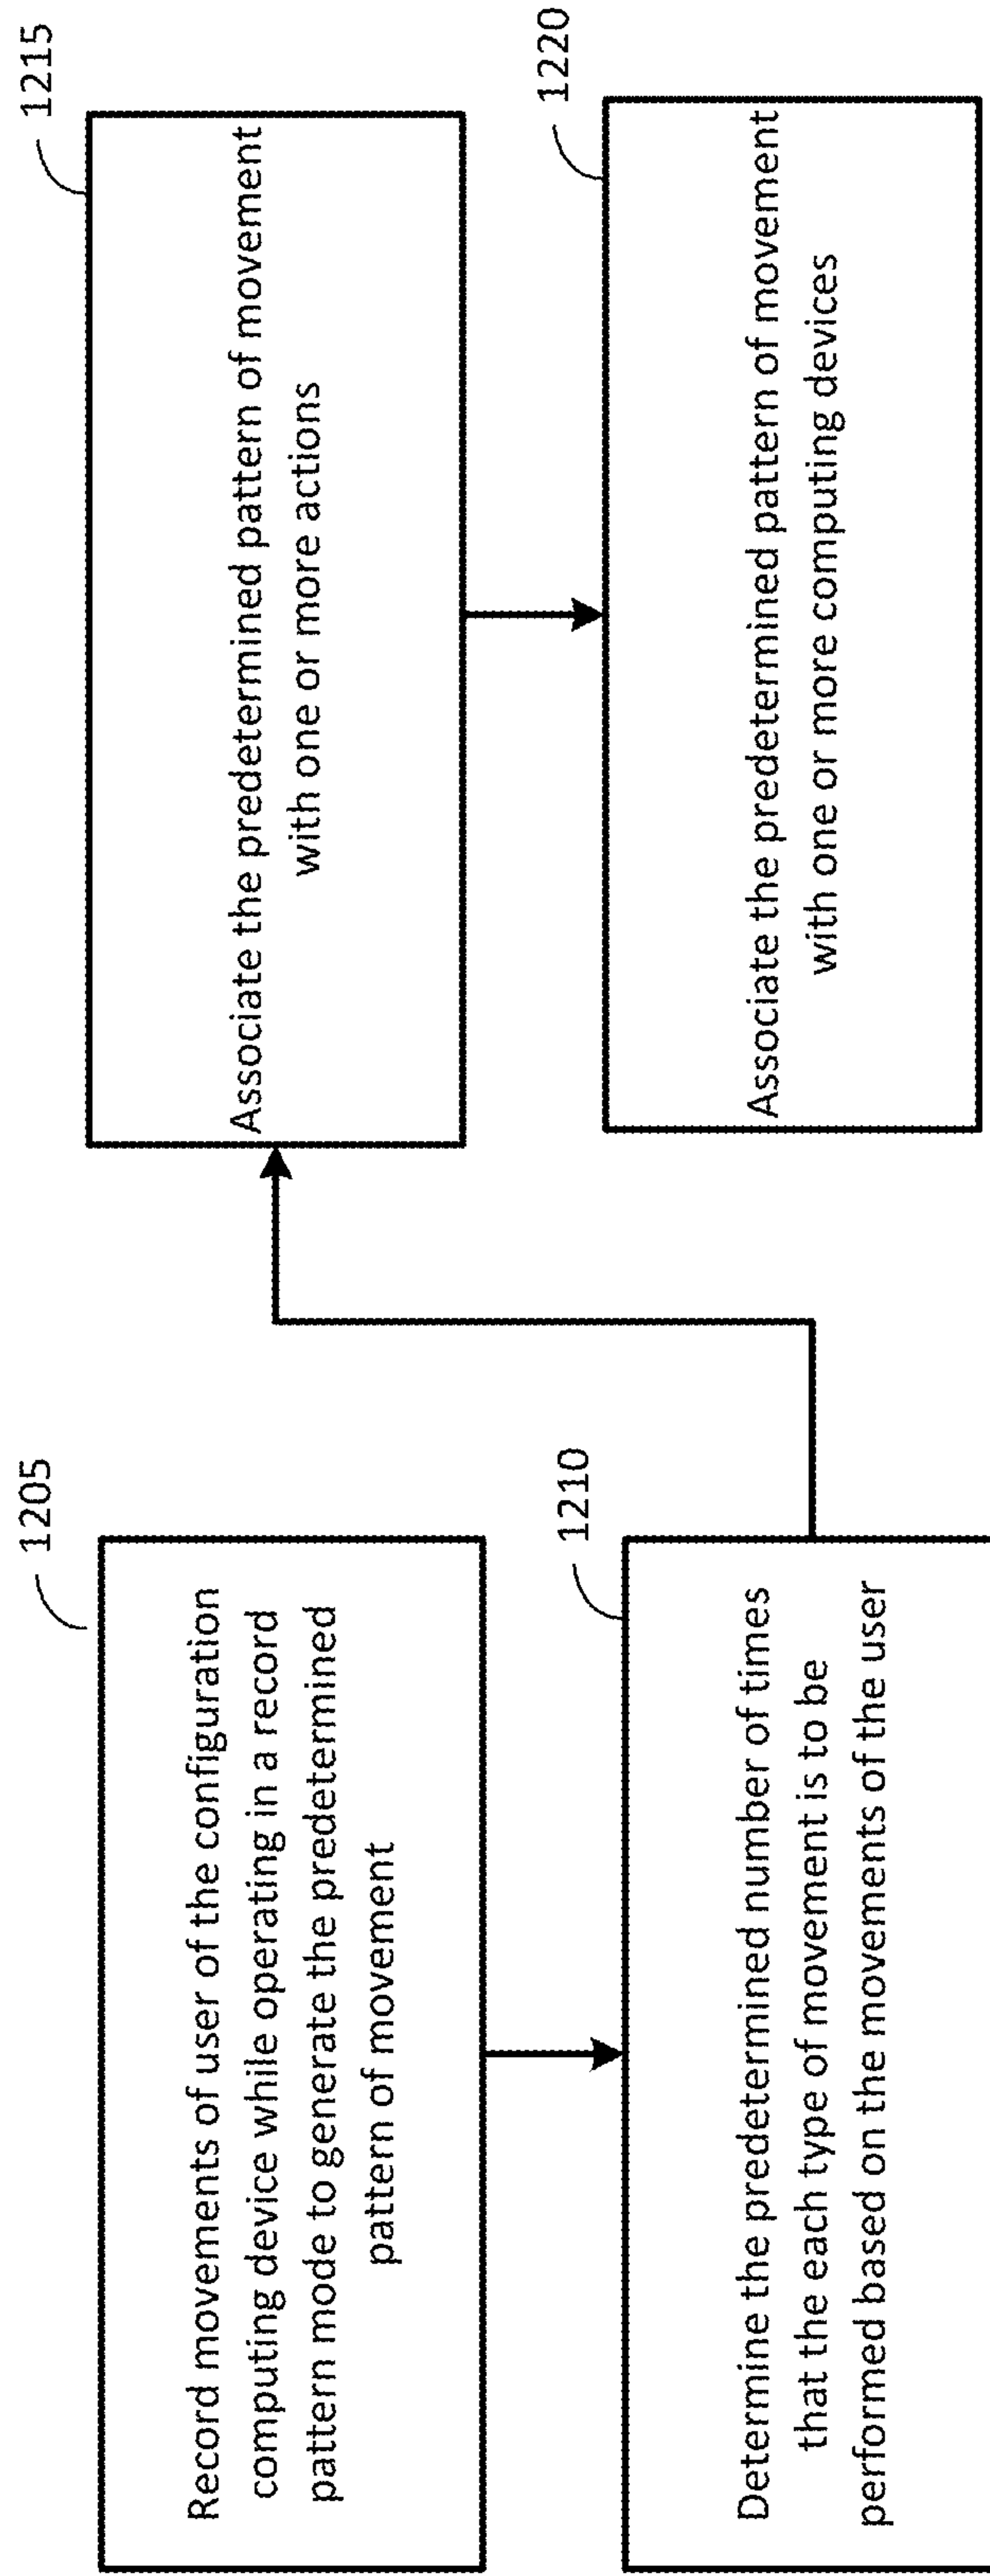 1205
Record movements of user of the configuration
computing device while operating in a record
pattern mode to generate the predetermined
pattern of movement
1210
Determine the predetermined number of times
that the each type of movement is to be
performed based on the movements of the user
1215
Associate the predetermined pattern of movement
with one or more actions
1220
Associate the predetermined pattern of movement
with one or more computing devices